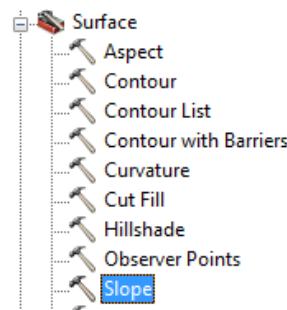 Surface
Aspect
Contour
Contour List
Contour with Barriers
Curvature
Cut Fill
Hillshade
Observer Points
Slope